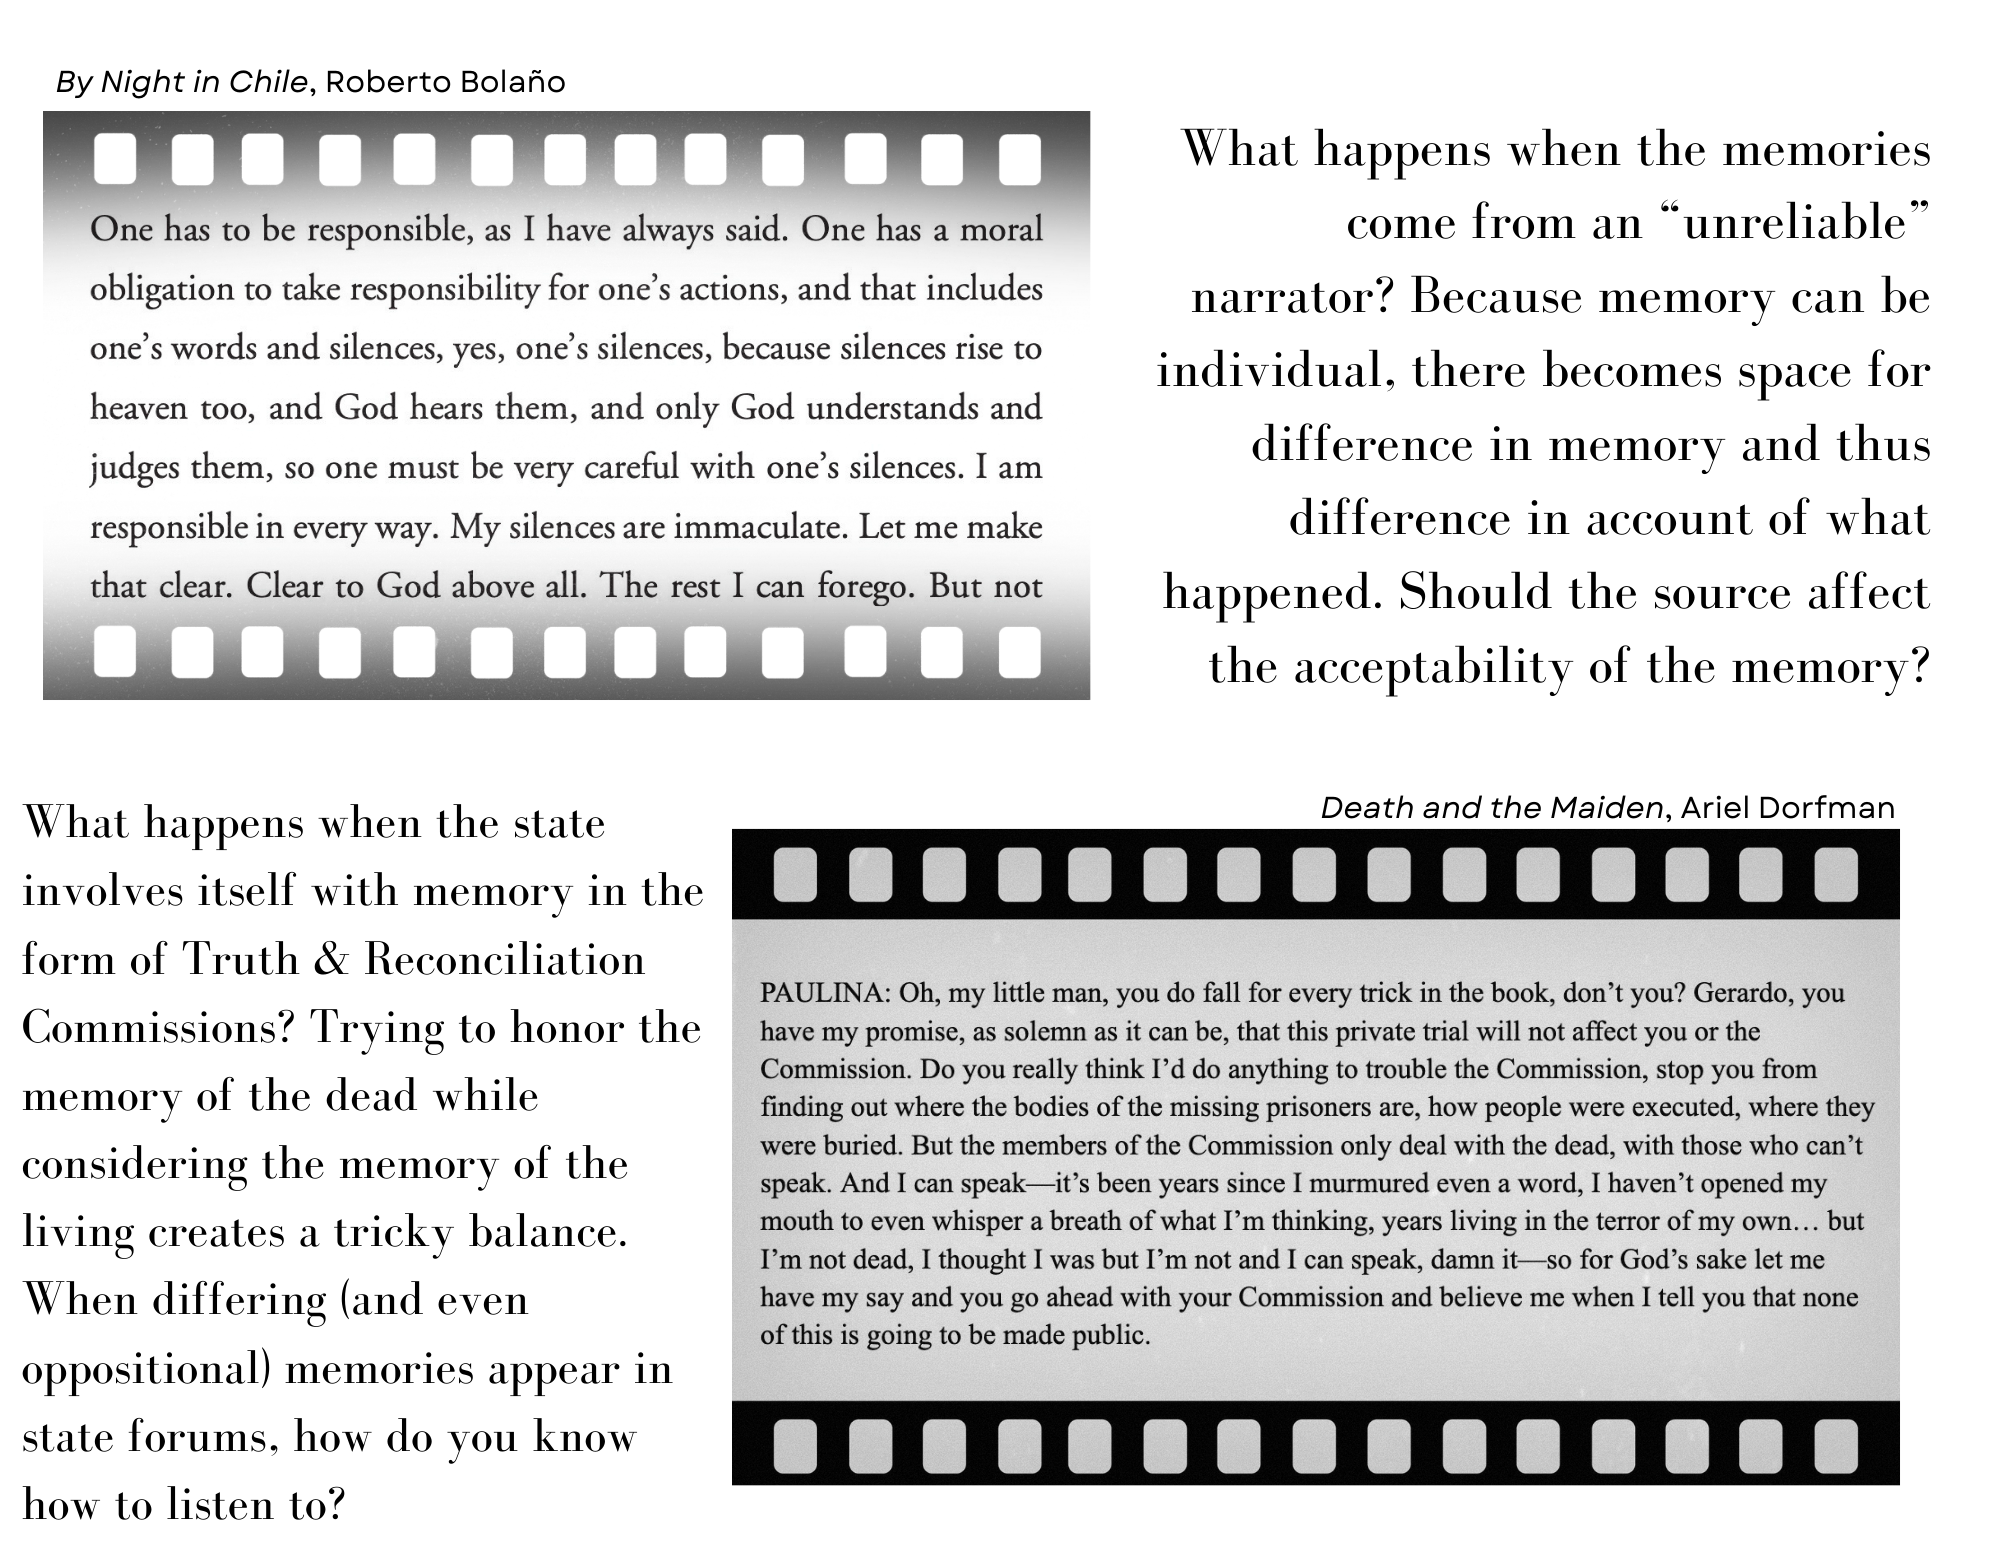 By Night in Chile, Roberto Bolaño
One has to be responsible, as I have always said. One has a moral
obligation to take responsibility for one’s actions, and that includes
one’s words and silences, yes, one’s silences, because silences rise to
heaven too, and God hears them, and only God understands and
judges them, so one must be very careful with one’s silences. I am
responsible in every way. My silences are immaculate. Let me make
that clear. Clear to God above all. The rest I can forego. But not
What happens when the memories
come from an “unreliable”
narrator? Because memory can be
individual, there becomes space for
difference in memory and thus
difference in account of what
happened. Should the source affect
the acceptability of the memory?
What happens when the state
involves itself with memory in the
form of Truth & Reconciliation
Commissions? Trying to honor the
memory of the dead while
considering the memory of the
living creates a tricky balance.
When differing (and even
oppositional) memories appear in
state forums, how do you know
how to listen to?
Death and the Maiden, Ariel Dorfman
PAULINA: Oh, my little man, you do fall for every trick in the book, don’t you? Gerardo, you
have my promise, as solemn as it can be, that this private trial will not affect you or the
Commission. Do you really think I’d do anything to trouble the Commission, stop you from
finding out where the bodies of the missing prisoners are, how people were executed, where they
were buried. But the members of the Commission only deal with the dead, with those who can’t
speak. And I can speak—it’s been years since I murmured even a word, I haven’t opened my
mouth to even whisper a breath of what I’m thinking, years living in the terror of my own… but
I’m not dead, I thought I was but I’m not and I can speak, damn it—so for God’s sake let me
have my say and you go ahead with your Commission and believe me when I tell you that none
of this is going to be made public.